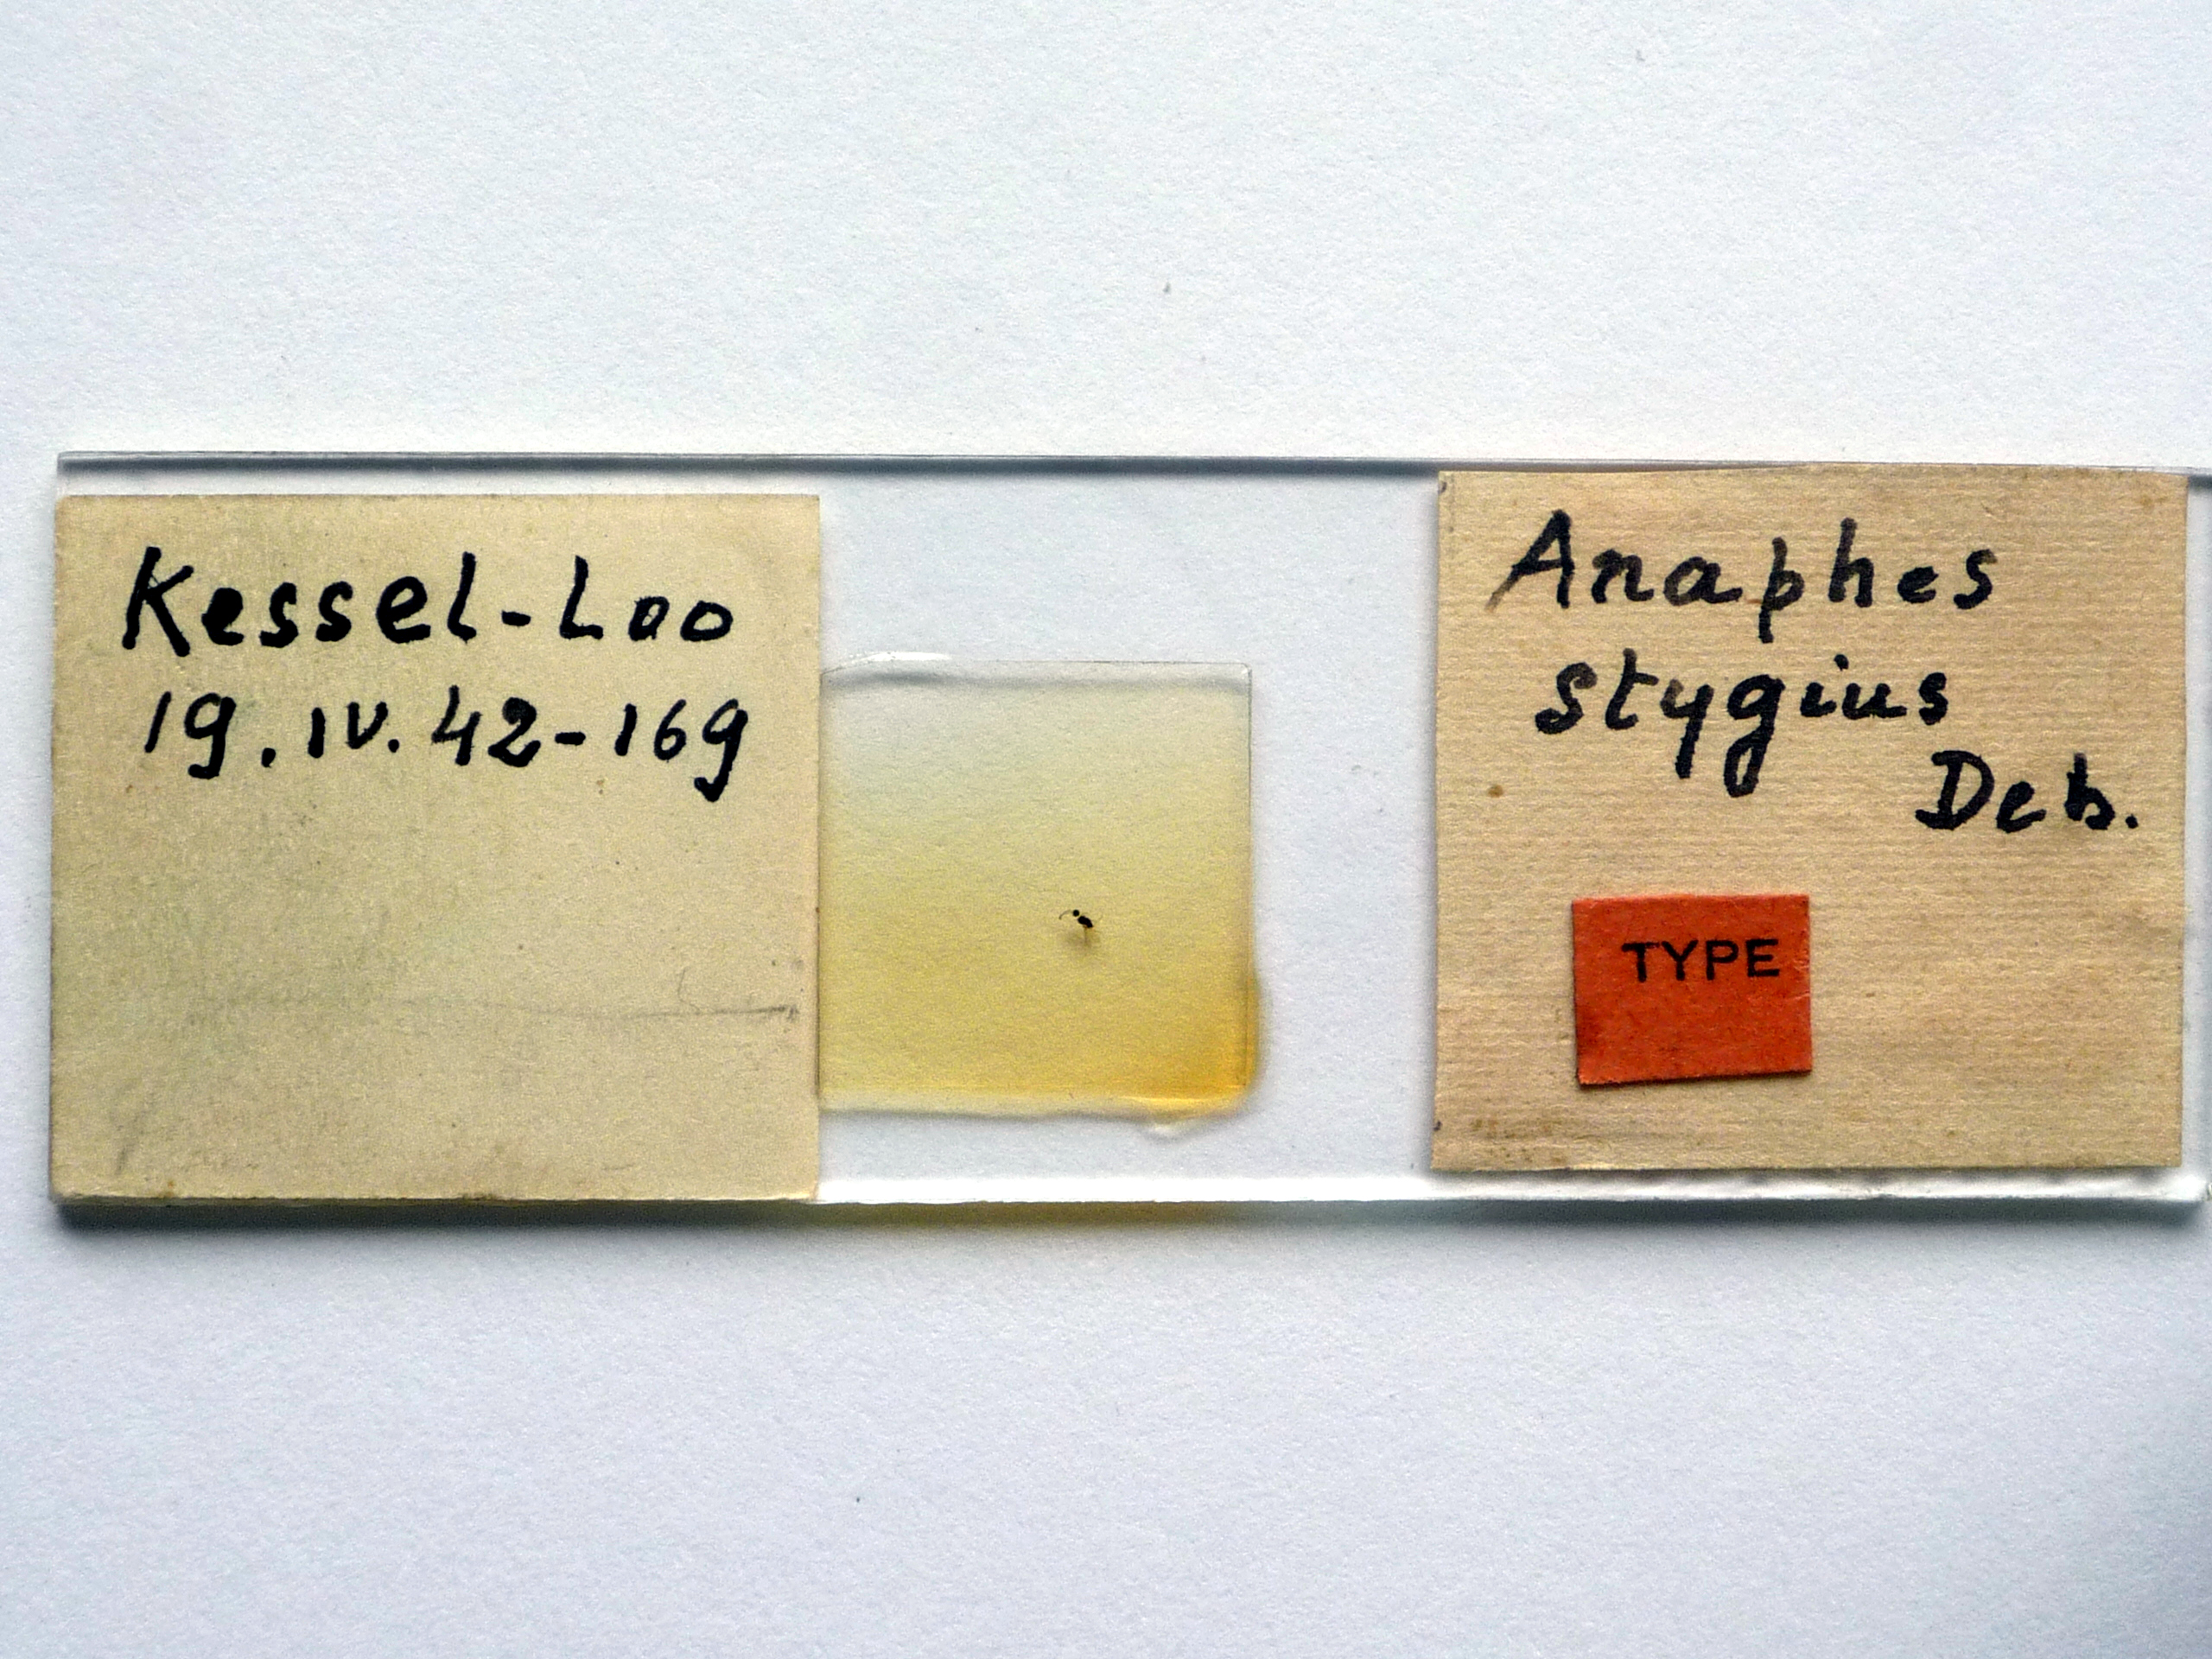 Kessel-Loo
19.IV.42-169
Anaphes
stygius
Deb.
TYPE